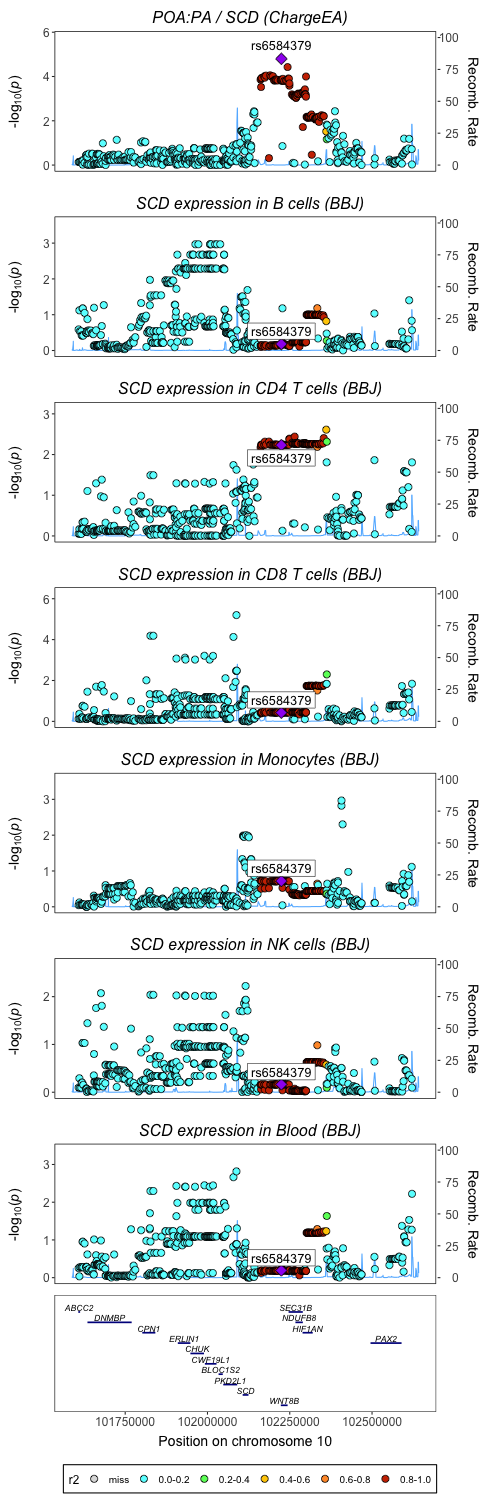 POA:PA / SCD (ChargeEA)
6
4
2
0
100
75
50
25
0
-log10(p)
Recomb. Rate
rs6584379
SCD expression in B cells (BBJ)
3
2
1
0
100
75
50
25
0
-log10(p)
Recomb. Rate
rs6584379
SCD expression in CD4 T cells (BBJ)
3
2
1
0
100
75
50
25
0
-log10(p)
Recomb. Rate
rs6584379
SCD expression in CD8 T cells (BBJ)
6
4
2
0
100
75
50
25
0
-log10(p)
Recomb. Rate
rs6584379
SCD expression in Monocytes (BBJ)
3
2
1
0
100
75
50
25
0
-log10(p)
Recomb. Rate
rs6584379
SCD expression in NK cells (BBJ)
2
1
0
100
75
50
25
0
-log10(p)
Recomb. Rate
rs6584379
SCD expression in Blood (BBJ)
3
2
1
0
100
75
50
25
0
-log10(p)
Recomb. Rate
rs6584379
ABCC2 SEC31B
DNMBP NDUFB8
CPN1 HIF1AN
ERLIN1 PAX2
CHUK
CWF19L1
BLOC1S2
PKD2L1
SCD
WNT8B
101750000 102000000 102250000 102500000
Position on chromosome 10
r2 miss 0.0-0.2 0.2-0.4 0.4-0.6 0.6-0.8 0.8-1.0